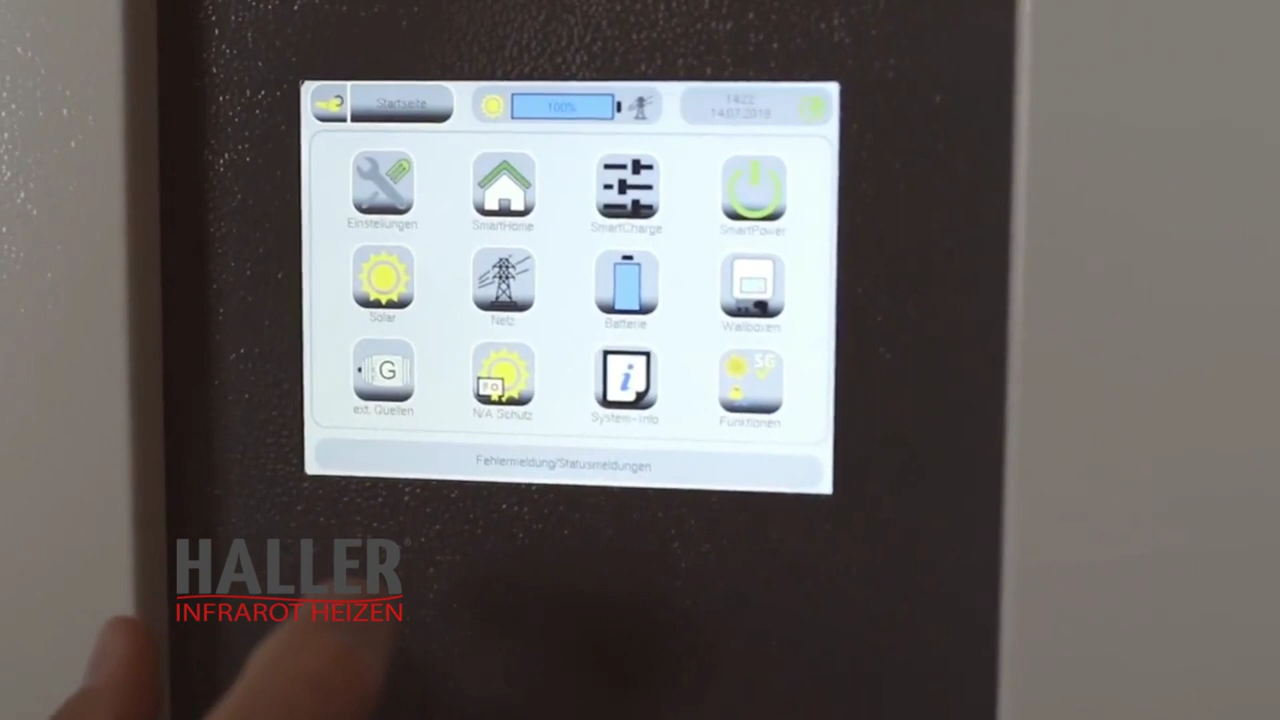 Startseite
100%
14:22
14.07.2019
Einstellungen
SmartHome
SmartCharge
SmartPower
Solar
Netz
Batterie
Wallboxen
G
SG
ext. Quellen
N/A Schutz
System-Info
Funktionen
Fehlermeldung/Statusmeldungen
HALLER
INFRAROT HEIZEN